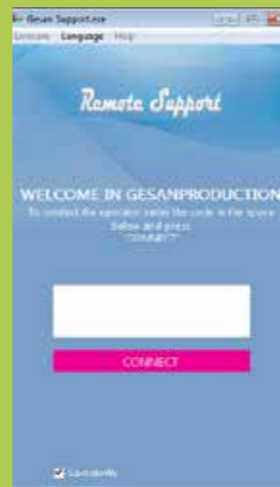 Gesan Support.exe
Language Help
Remote Support
WELCOME IN GESANPRODUCTION
To contact the operator, enter the code in the space
below and press
"CONNECT"
CONNECT